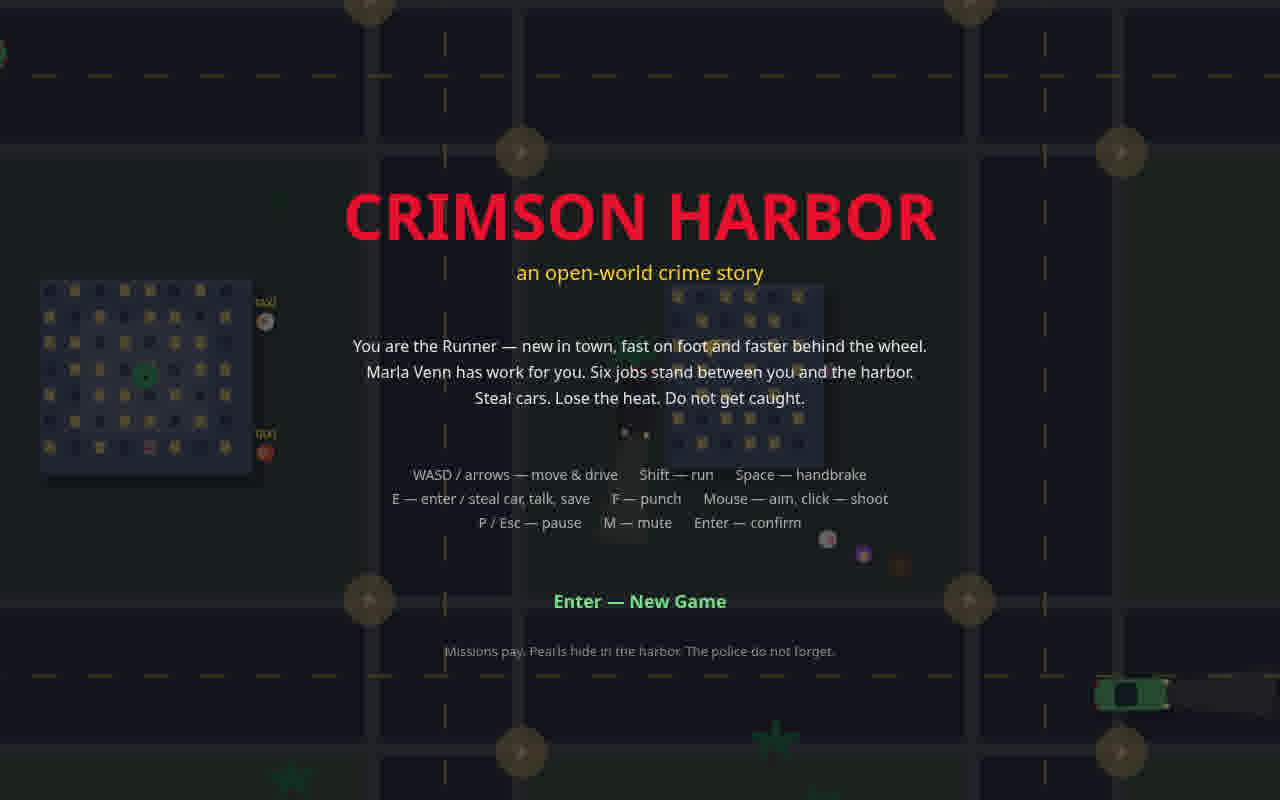 CRIMSON HARBOR
an open-world crime story
You are the Runner — new in town, fast on foot and faster behind the wheel.
Marla Venn has work for you. Six jobs stand between you and the harbor.
Steal cars. Lose the heat. Do not get caught.
WASD / arrows — move & drive Shift — run Space — handbrake
E — enter / steal car, talk, save F — punch Mouse — aim, click — shoot
P / Esc — pause M — mute Enter — confirm
Enter — New Game
Missions pay. Pearls hide in the harbor. The police do not forget.